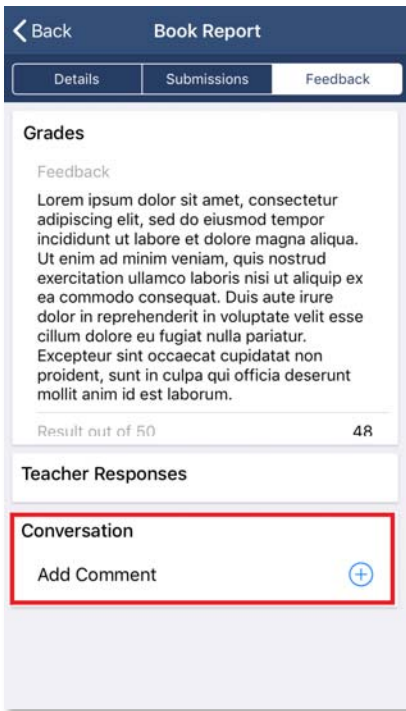 Back Book Report
Details Submissions Feedback
Grades
Feedback
Lorem ipsum dolor sit amet, consectetur
adipiscing elit, sed do eiusmod tempor
incididunt ut labore et dolore magna aliqua.
Ut enim ad minim veniam, quis nostrud
exercitation ullamco laboris nisi ut aliquip ex
ea commodo consequat. Duis aute irure
dolor in reprehenderit in voluptate velit esse
cillum dolore eu fugiat nulla pariatur.
Excepteur sint occaecat cupidatat non
proident, sunt in culpa qui officia deserunt
mollit anim id est laborum.
Result out of 50 48
Teacher Responses
Conversation
Add Comment